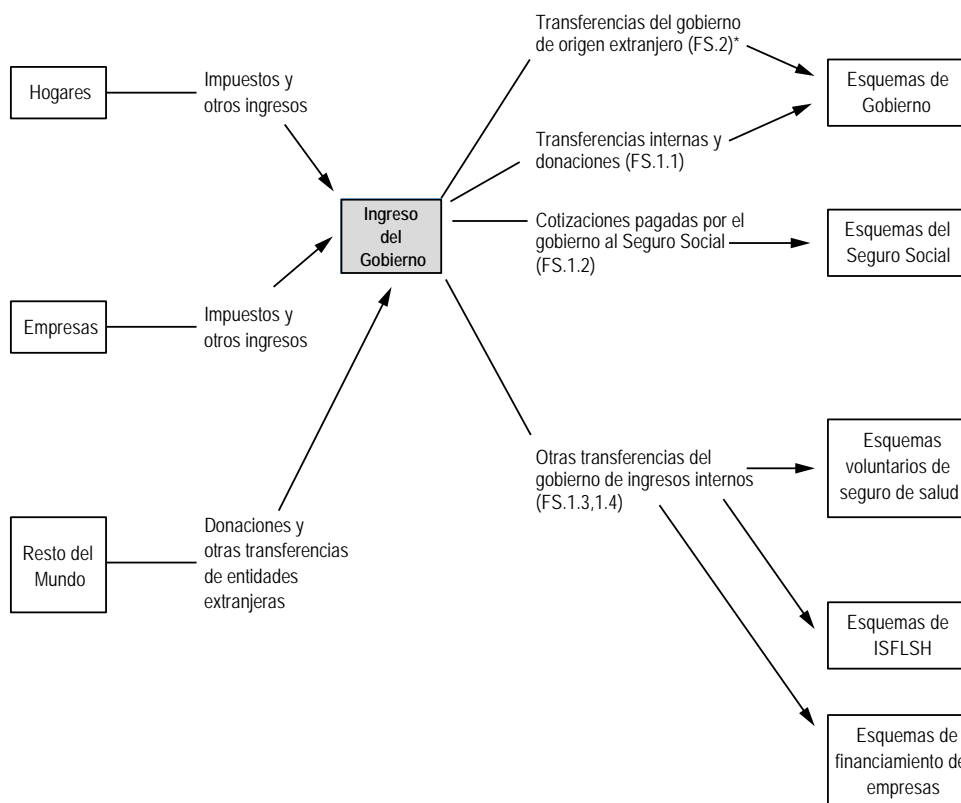 Transferencias del gobierno
de origen extranjero (FS.2)*
Hogares
Impuestos y
otros ingresos
Esquemas de
Gobierno
Transferencias internas y
donaciones (FS.1.1)
Ingreso
del
Gobierno
Cotizaciones pagadas por el
gobierno al Seguro Social
(FS.1.2)
Esquemas del
Seguro Social
Empresas
Impuestos y
otros ingresos
Otras transferencias del
gobierno de ingresos internos
(FS.1.3,1.4)
Esquemas
voluntarios de
seguro de salud
Resto del
Mundo
Donaciones y
otras transferencias
de entidades
extranjeras
Esquemas de
ISFLSH
Esquemas de
financiamiento de
empresas